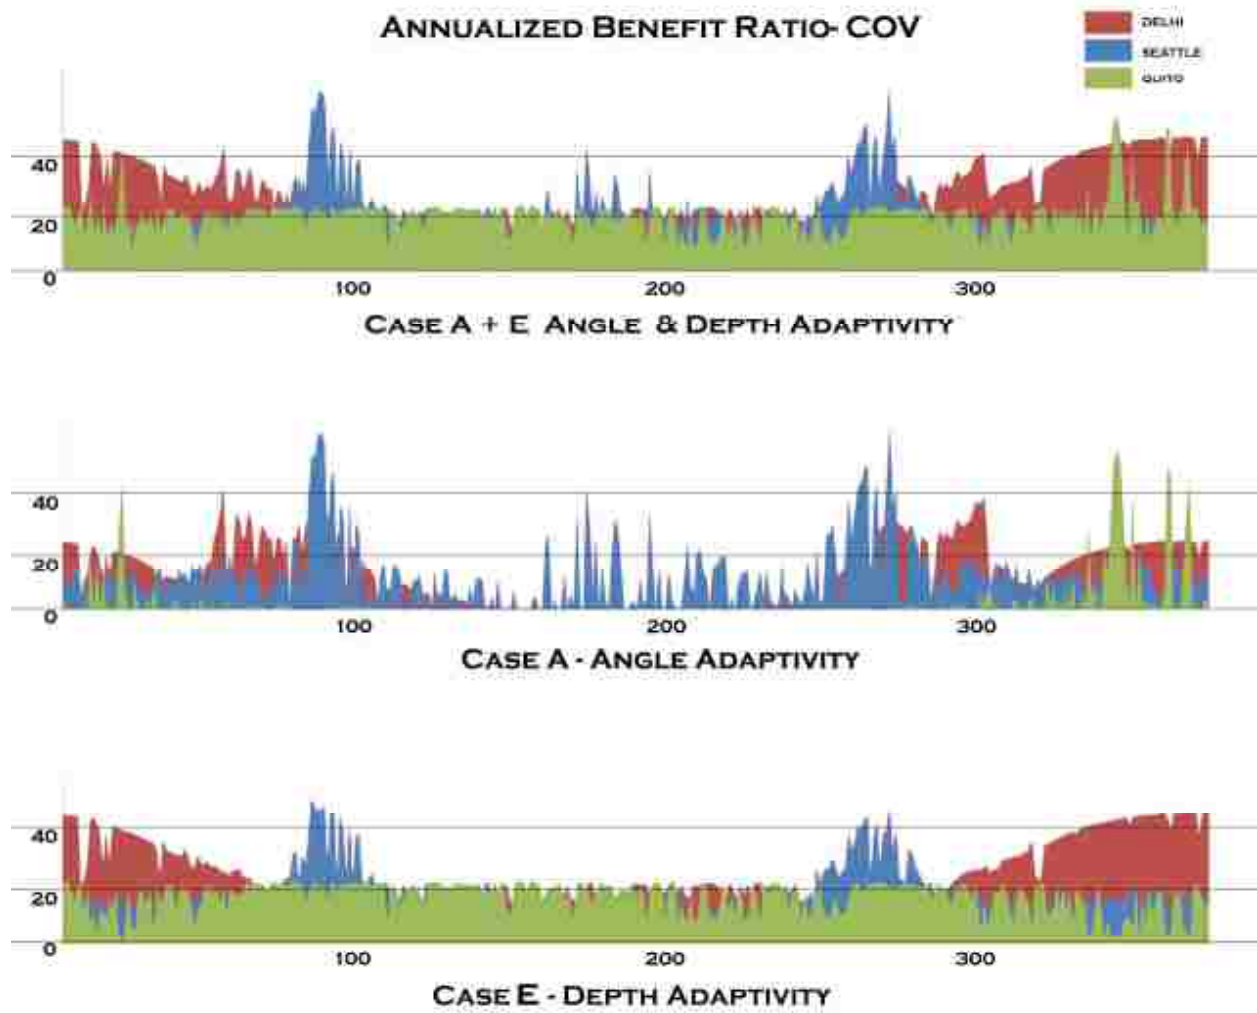 ANNUALIZED BENEFIT RATIO- COV
DELHI
SEATTLE
QUITO
40
20
0
100 200 300
CASE A + E ANGLE & DEPTH ADAPTIVITY
40
20
0
100 200 300
CASE A - ANGLE ADAPTIVITY
40
20
0
100 200 300
CASE E - DEPTH ADAPTIVITY